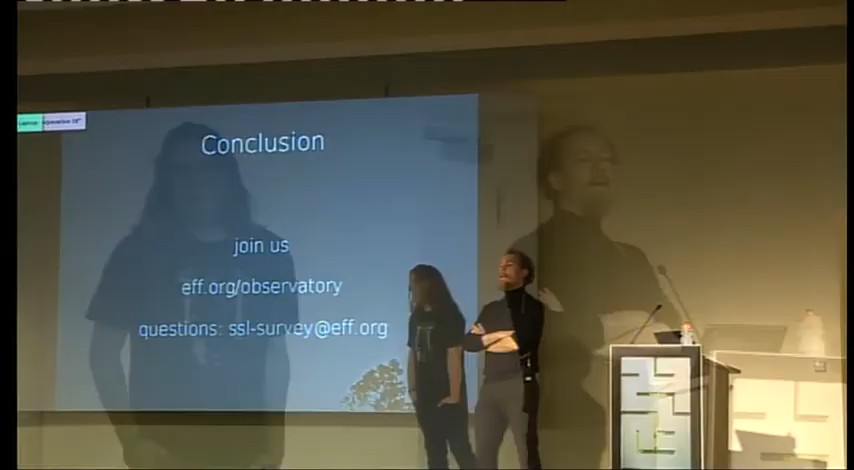 Conclusion
join us
eff.org/observatory
questions: ssl-survey@eff.org